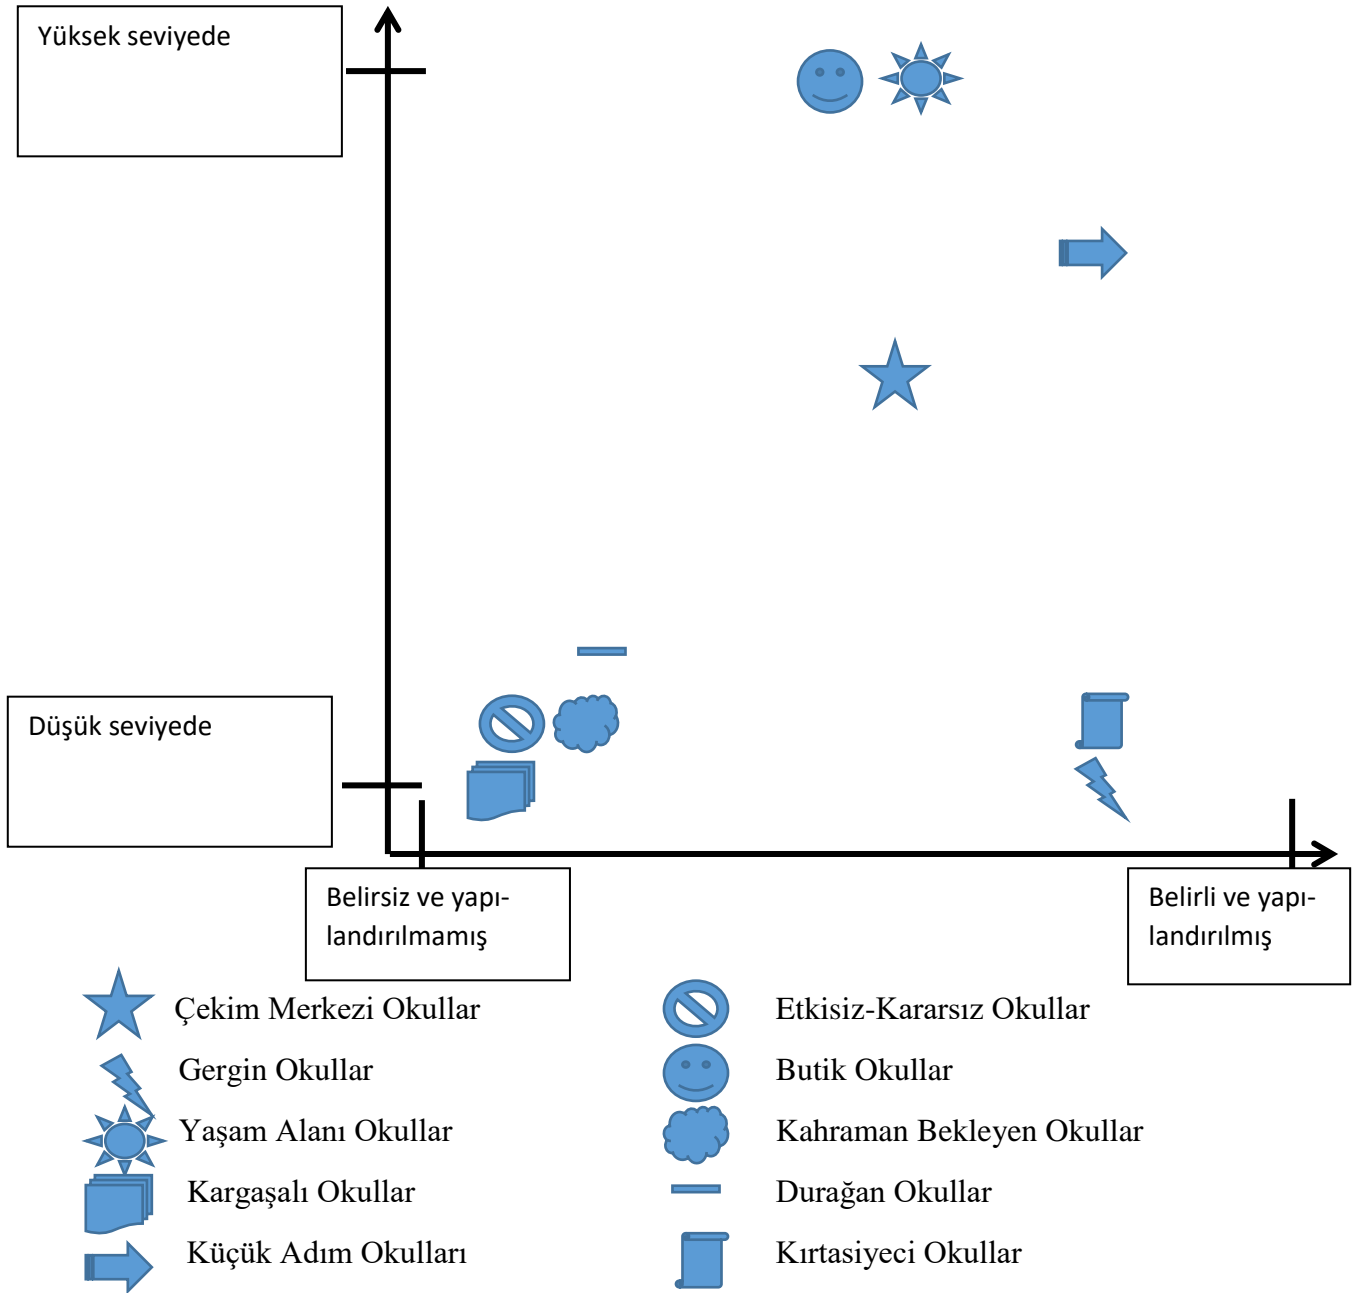 Yüksek seviyede
Düşük seviyede
Belirsiz ve yapı-
landırılmamış
Belirli ve yapı-
landırılmış
Çekim Merkezi Okullar
Etkisiz-Kararsız Okullar
Gergin Okullar
Butik Okullar
Yaşam Alanı Okullar
Kahraman Bekleyen Okullar
Kargaşalı Okullar
Durağan Okullar
Küçük Adım Okulları
Kırtasiyeci Okullar